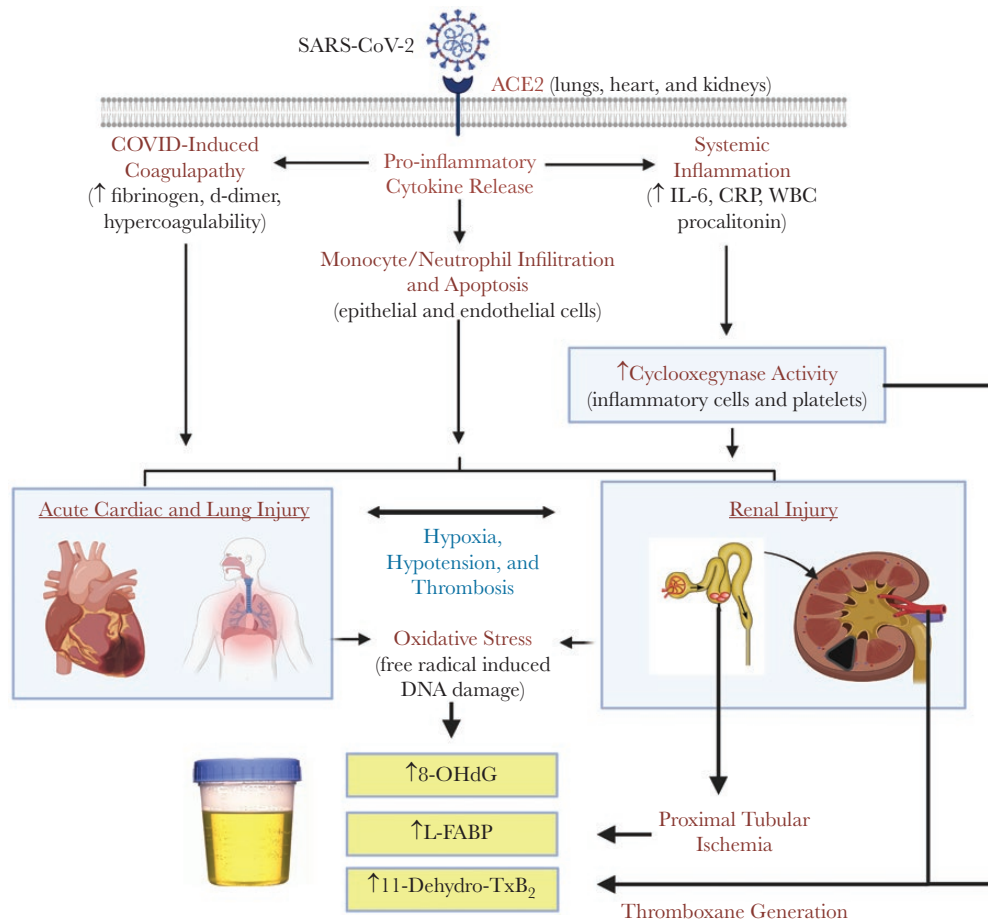 SARS-CoV-2
ACE2 (lungs, heart, and kidneys)
COVID-Induced
Coagulapathy
(↑ fibrinogen, d-dimer,
hypercoagulability)
Pro-inflammatory
Cytokine Release
Systemic
Inflammation
(↑ IL-6, CRP, WBC
procalitonin)
Monocyte/Neutrophil Infilitration
and Apoptosis
(epithelial and endothelial cells)
↑Cyclooxegynase Activity
(inflammatory cells and platelets)
Acute Cardiac and Lung Injury
Hypoxia,
Hypotension, and
Thrombosis
Renal Injury
Oxidative Stress
(free radical induced
DNA damage)
↑8-OHdG
↑L-FABP
Proximal Tubular
Ischemia
↑11-Dehydro-TxB₂
Thromboxane Generation